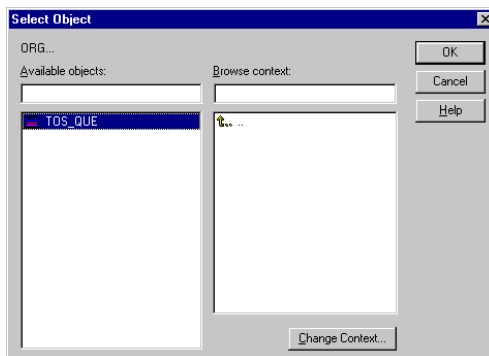 Select Object
ORG...
Available objects:
Browse context:
OK
Cancel
Help
TOS_QUE
..
Change Context...